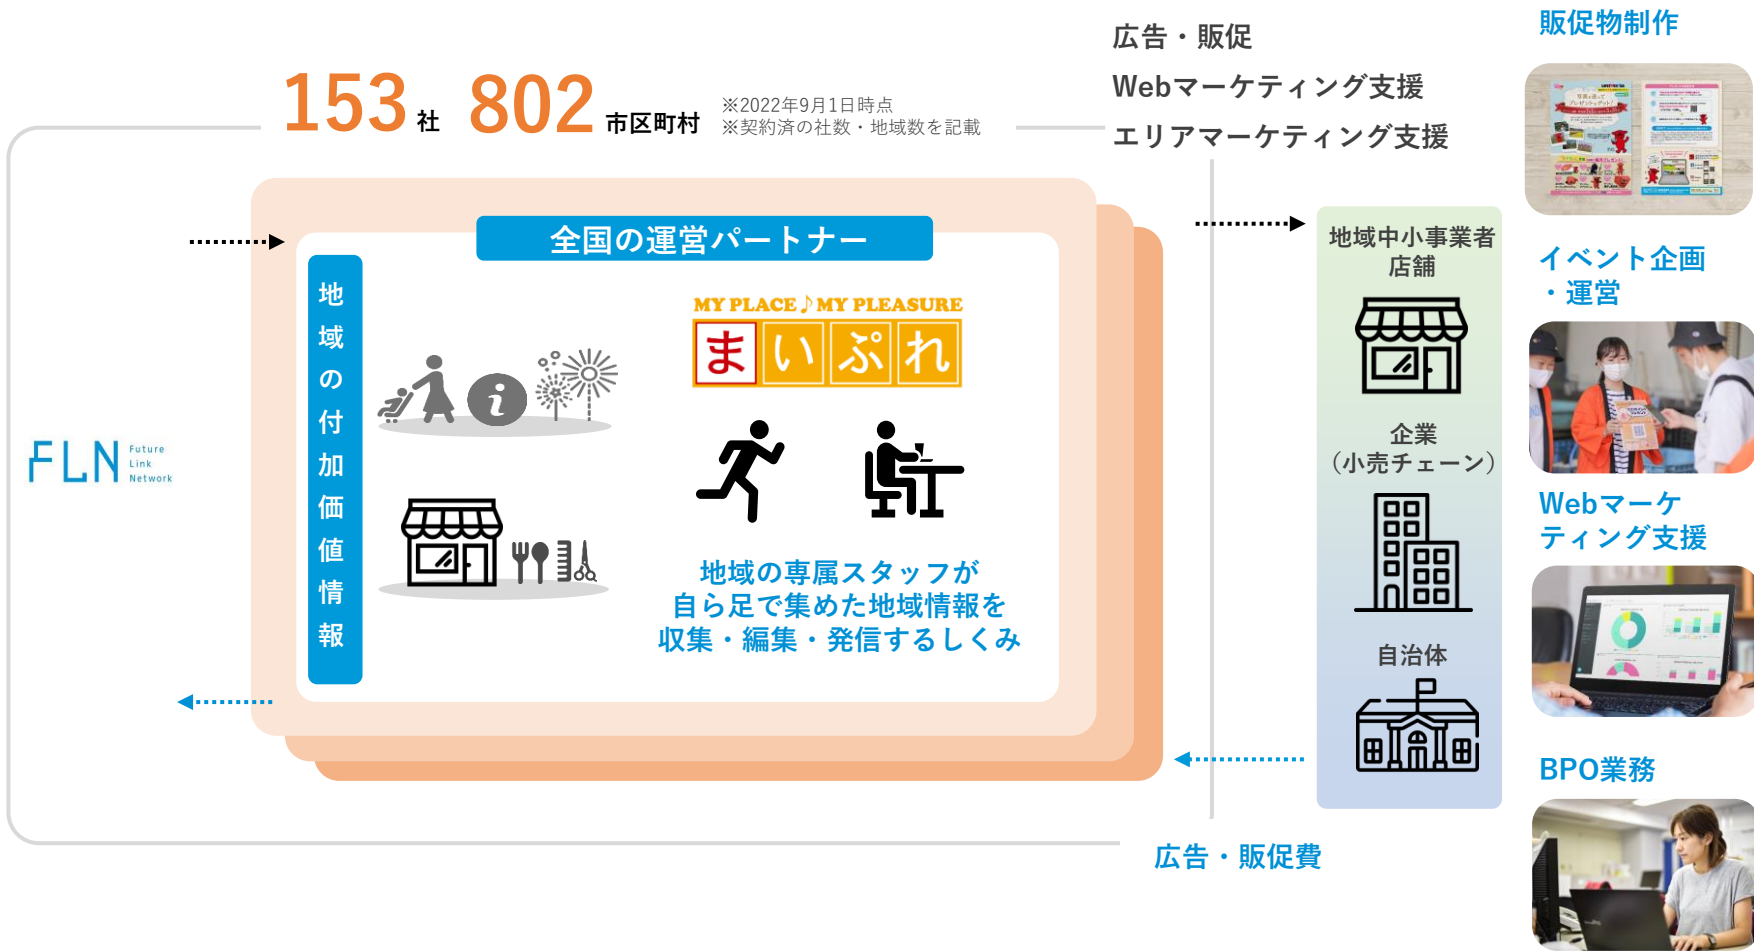 153 社 802 市区町村
※2022年9月1日時点
※契約済の社数・地域数を記載
広告・販促
Webマーケティング支援
エリアマーケティング支援
全国の運営パートナー
地域の付加価値情報
MY PLACE♪MY PLEASURE
まいぷれ
地域の専属スタッフが
自ら足で集めた地域情報を
収集・編集・発信するしくみ
FLN
Future
Link
Network
地域中小事業者
店舗
企業
（小売チェーン）
自治体
広告・販促費
販促物制作
イベント企画
・運営
Webマーケ
ティング支援
BPO業務